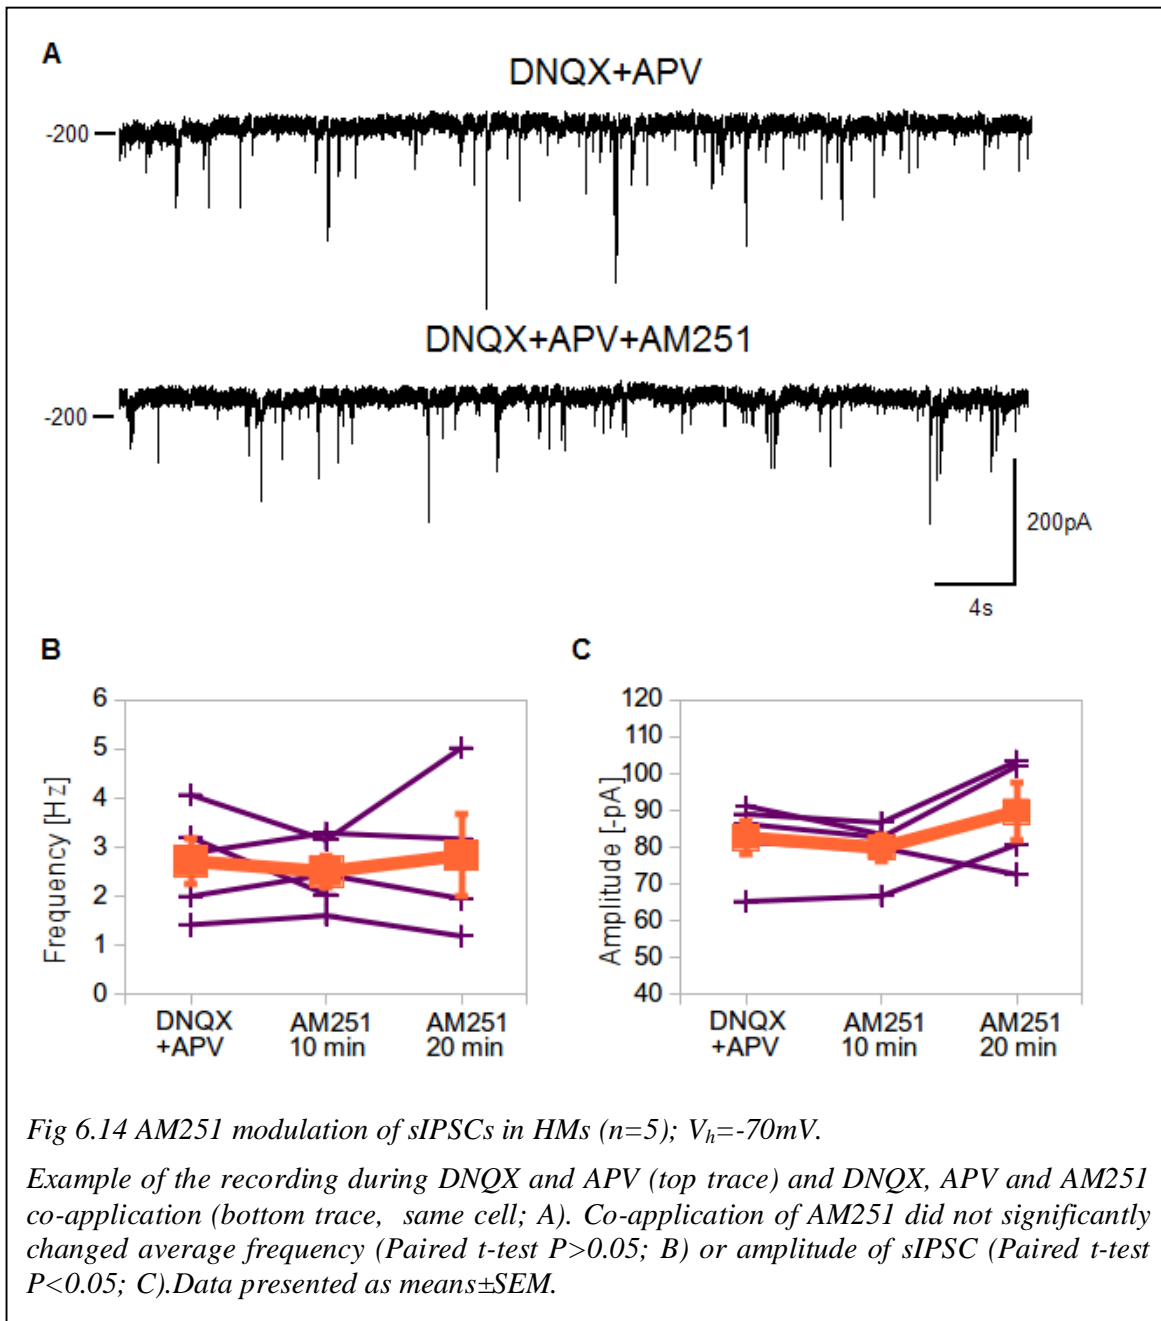 A
DNQX+APV
-200
DNQX+APV+AM251
-200
200pA
4s
B
6
5
4
3
2
1
0
Frequency [Hz]
DNQX
+APV
AM251
10 min
AM251
20 min
C
120
110
100
90
80
70
60
50
40
Amplitude [-pA]
DNQX
+APV
AM251
10 min
AM251
20 min
Fig 6.14 AM251 modulation of sIPSCs in HMs (n=5); Vh=-70mV.
Example of the recording during DNQX and APV (top trace) and DNQX, APV and AM251
co-application (bottom trace, same cell; A). Co-application of AM251 did not significantly
changed average frequency (Paired t-test P>0.05; B) or amplitude of sIPSC (Paired t-test
P<0.05; C).Data presented as means±SEM.